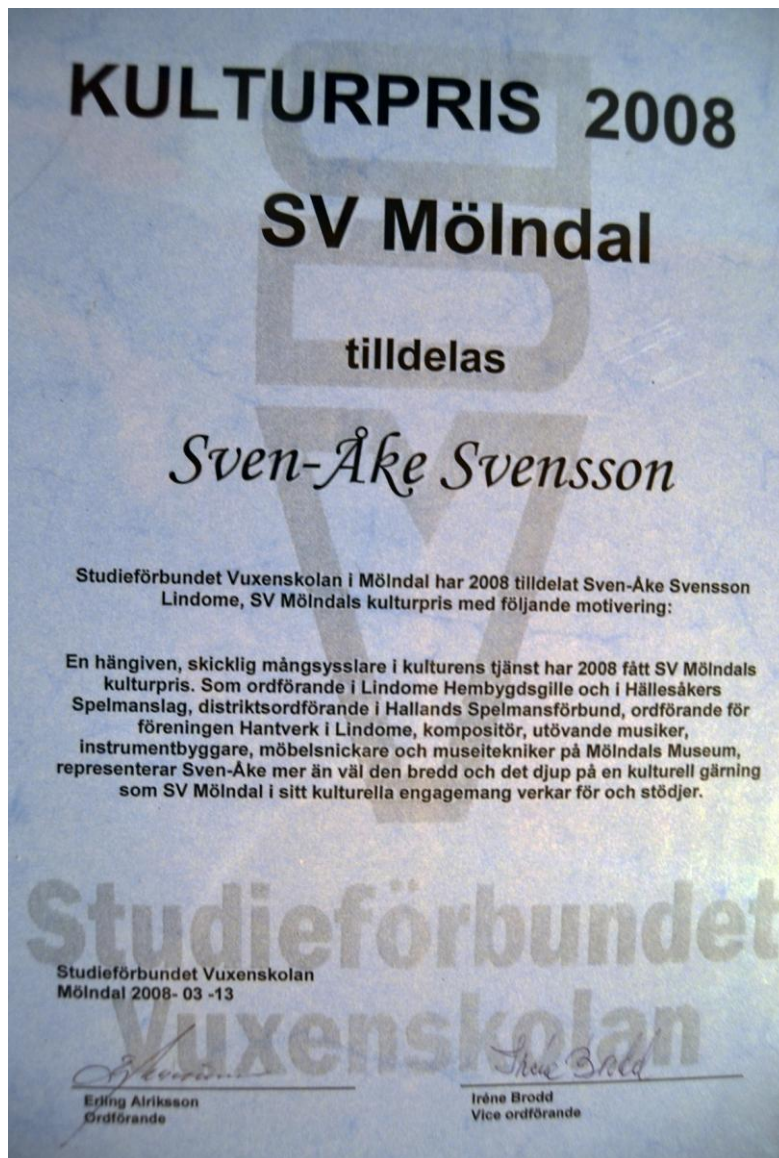 KULTURPRIS 2008
SV Mölndal
tilldelas
Sven-Åke Svensson
Studieförbundet Vuxenskolan i Mölndal har 2008 tilldelat Sven-Åke Svensson
Lindome, SV Mölndals kulturpris med följande motivering:
En hängiven, skicklig mångsysslare i kulturens tjänst har 2008 fått SV Mölndals
kulturpris. Som ordförande i Lindome Hembygdsgille och i Hällesåkers
Spelmanslag, distriktsordförande i Hallands Spelmansförbund, ordförande för
föreningen Hantverk i Lindome, kompositör, utövande musiker,
instrumentbyggare, möbelsnickare och museitekniker på Mölndals Museum,
representerar Sven-Åke mer än väl den bredd och det djup på en kulturell gärning
som SV Mölndal i sitt kulturella engagemang verkar för och stödjer.
Studieförbundet
Vuxenskolan
Studieförbundet Vuxenskolan
Mölndal 2008- 03 -13
Irène Brodd
Erling Alriksson
Ordförande
Iréne Brodd
Vice ordförande